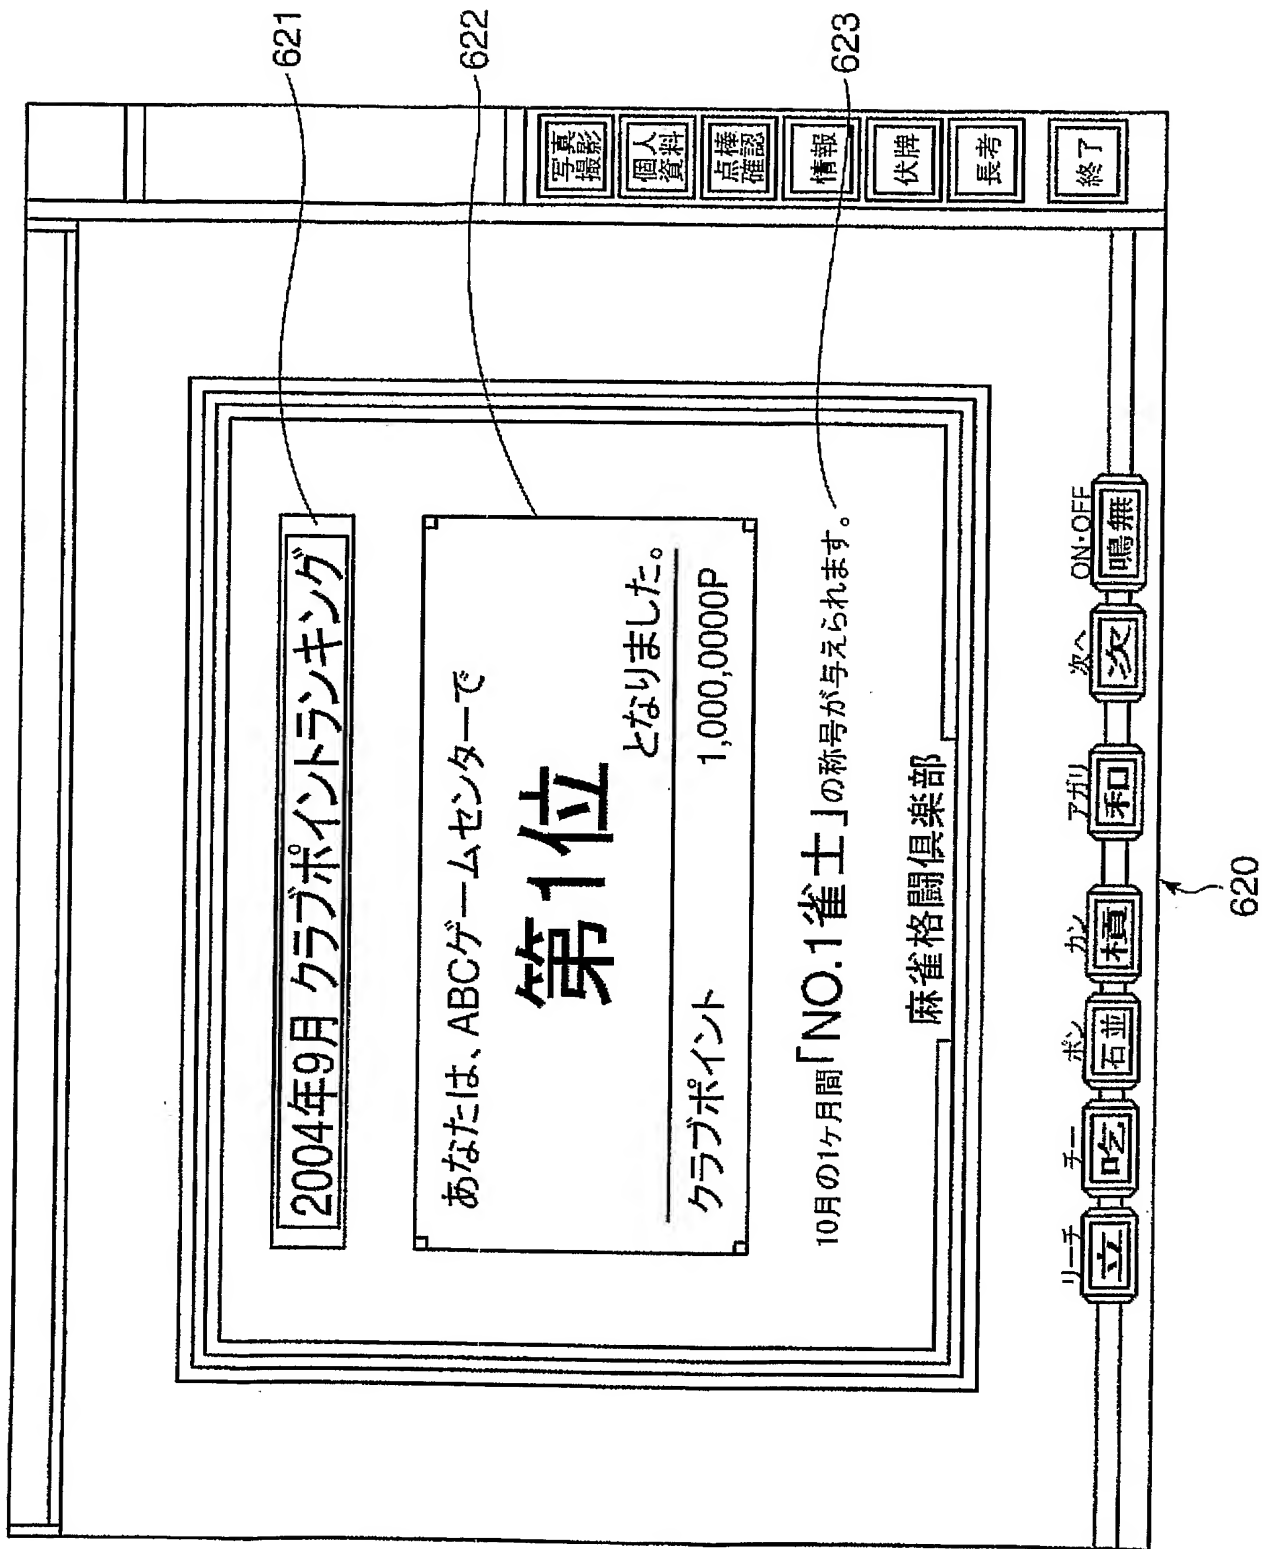 2004年9月 クラブポイントランキング
あなたは、ABCゲームセンターで
第1位
となりました。
クラブポイント 1,000,0000P
10月の1ヶ月間「NO.1雀士」の称号が与えられます。
麻雀格闘倶楽部
写真
撮影
個人
資料
点棒
確認
情報
伏牌
長考
終了
リーチ チー ポン カン アガリ 次へ ON・OFF
立 吃 碰 槓 和 次 鳴無
621
622
623
620